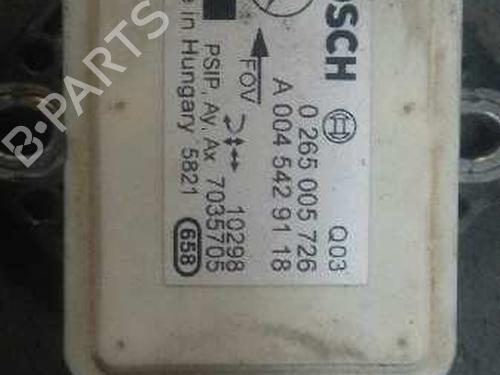 BOSCH
0 265 005 726 Q03
A 004 542 91 18
FOV 10298
PSIP, Ay, Ax 7035705
in Hungary 5821 658
B-PARTS